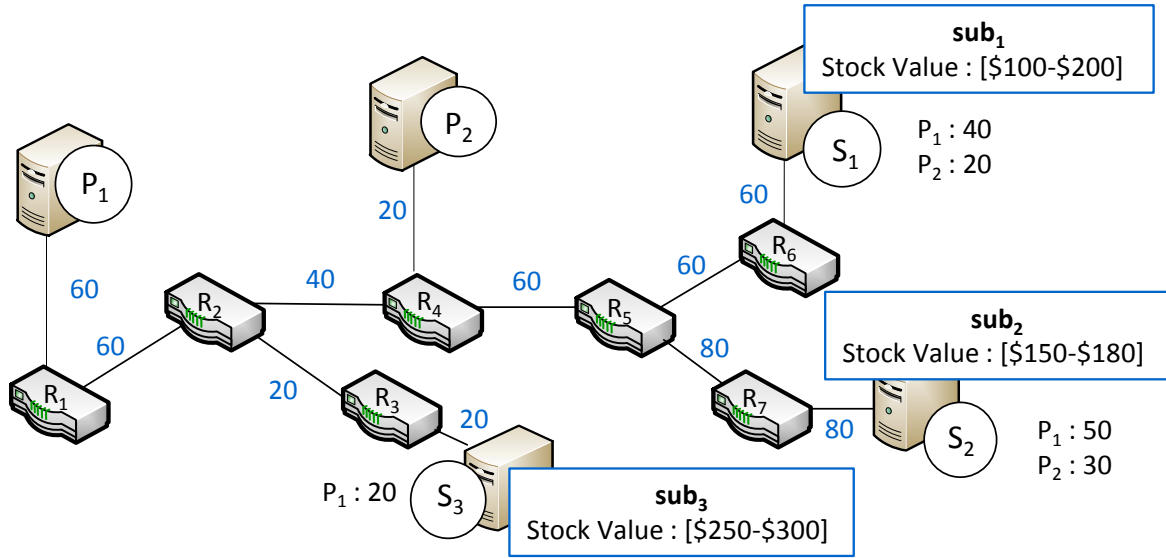 sub₁
Stock Value : [$100-$200]
P₁
P₂
S₁
P₁ : 40
P₂ : 20
20
60
R₆
60
R₂
40
R₄
60
R₅
60
60
20
80
sub₂
Stock Value : [$150-$180]
R₁
R₃
20
R₇
80
S₂
P₁ : 50
P₂ : 30
P₁ : 20
S₃
sub₃
Stock Value : [$250-$300]